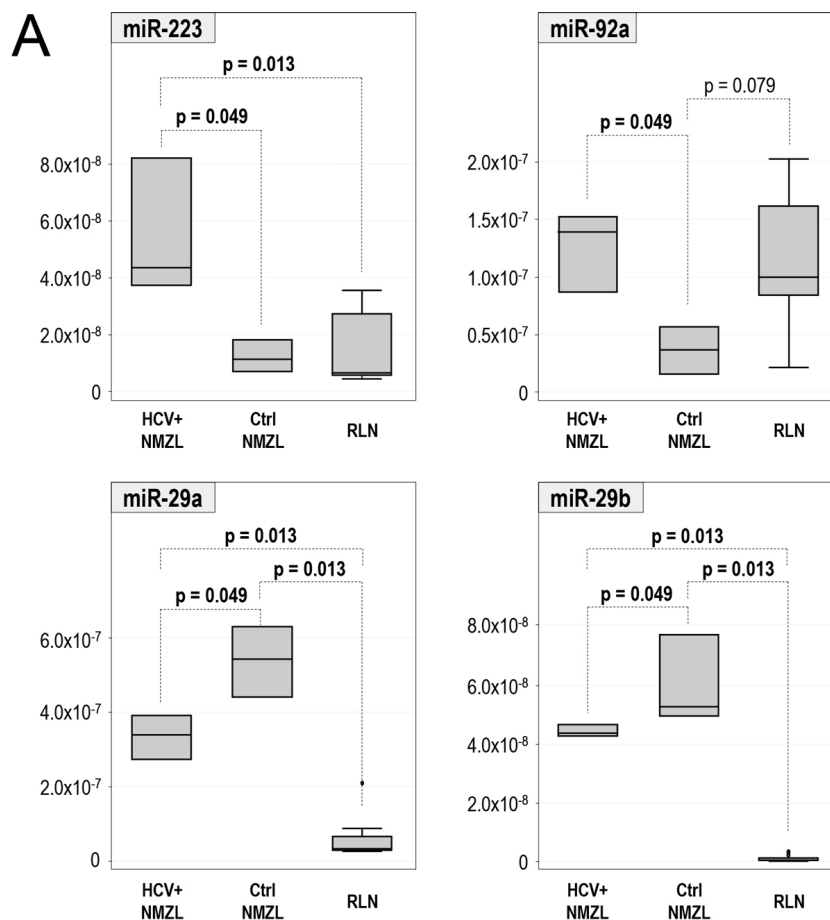 A
miR-223
p = 0.013
p = 0.049
8.0x10⁻⁸
6.0x10⁻⁸
4.0x10⁻⁸
2.0x10⁻⁸
0
HCV+
NMZL
Ctrl
NMZL
RLN
miR-92a
p = 0.079
p = 0.049
2.0x10⁻⁷
1.5x10⁻⁷
1.0x10⁻⁷
0.5x10⁻⁷
0
HCV+
NMZL
Ctrl
NMZL
RLN
miR-29a
p = 0.013
p = 0.013
p = 0.049
6.0x10⁻⁷
4.0x10⁻⁷
2.0x10⁻⁷
0
HCV+
NMZL
Ctrl
NMZL
RLN
miR-29b
p = 0.013
p = 0.013
p = 0.049
8.0x10⁻⁸
6.0x10⁻⁸
4.0x10⁻⁸
2.0x10⁻⁸
0
HCV+
NMZL
Ctrl
NMZL
RLN